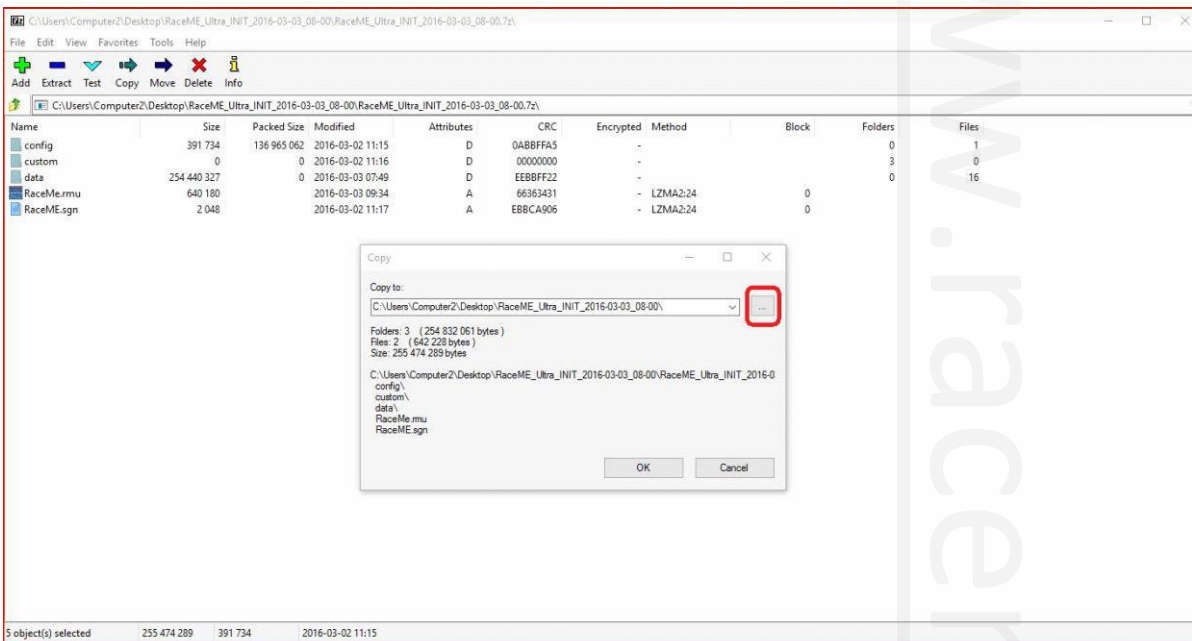 C:\Users\Computer2\Desktop\RaceME_Ultra_INIT_2016-03-03_08-00\RaceME_Ultra_INIT_2016-03-03_08-00.7z\
File Edit View Favorites Tools Help
Add Extract Test Copy Move Delete Info
C:\Users\Computer2\Desktop\RaceME_Ultra_INIT_2016-03-03_08-00\RaceME_Ultra_INIT_2016-03-03_08-00.7z\
Name Size Packed Size Modified Attributes CRC Encrypted Method Block Folders Files
config 391 734 136 965 062 2016-03-02 11:15 D 0ABBFFA5 - 0 1
custom 0 0 2016-03-02 11:16 D 00000000 - 3 0
data 254 440 327 0 2016-03-03 07:49 D EEBBFF22 - 0 16
RaceMe.rmu 640 180 2016-03-03 09:34 A 66363431 - LZMA2:24 0
RaceME.sgn 2 048 2016-03-02 11:17 A EBBCA906 - LZMA2:24 0
Copy
Copy to:
C:\Users\Computer2\Desktop\RaceME_Ultra_INIT_2016-03-03_08-00\
...
Folders: 3 ( 254 832 061 bytes )
Files: 2 ( 642 228 bytes )
Size: 255 474 289 bytes
C:\Users\Computer2\Desktop\RaceME_Ultra_INIT_2016-03-03_08-00\RaceME_Ultra_INIT_2016-0
config\
custom\
data\
RaceMe.rmu
RaceME.sgn
OK Cancel
5 object(s) selected 255 474 289 391 734 2016-03-02 11:15
w.racer